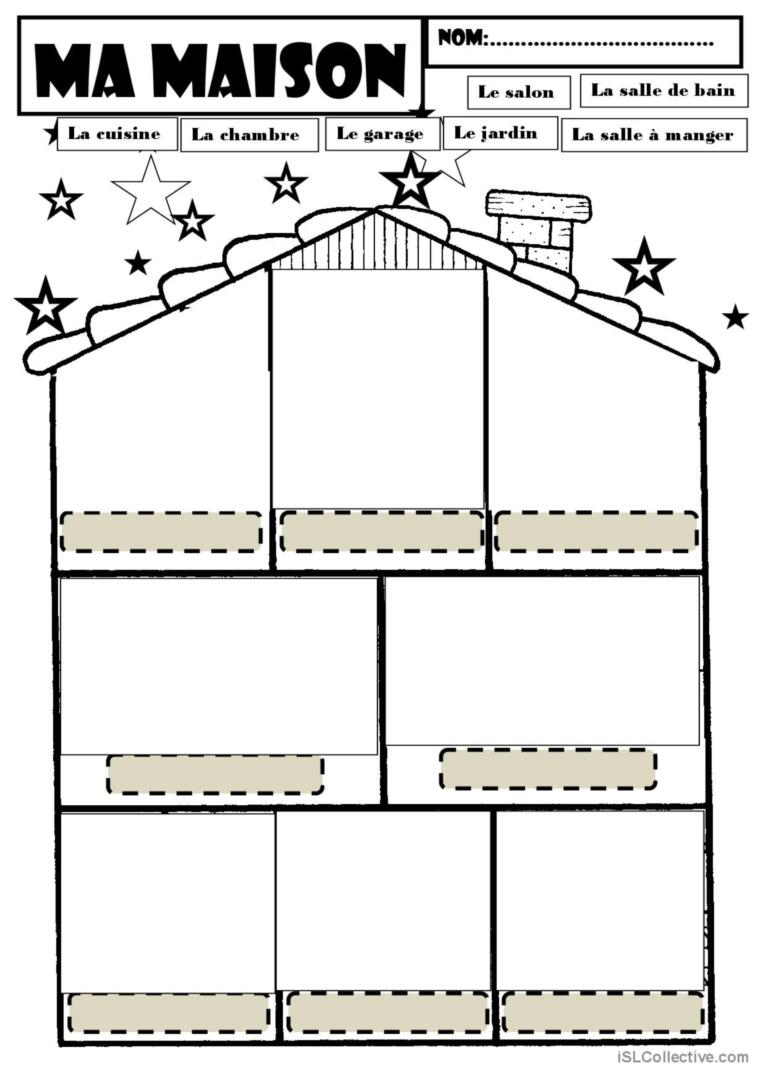 MA MAISON
NOM:...................................
Le salon
La salle de bain
La cuisine
La chambre
Le garage
Le jardin
La salle à manger
iSLCollective.com